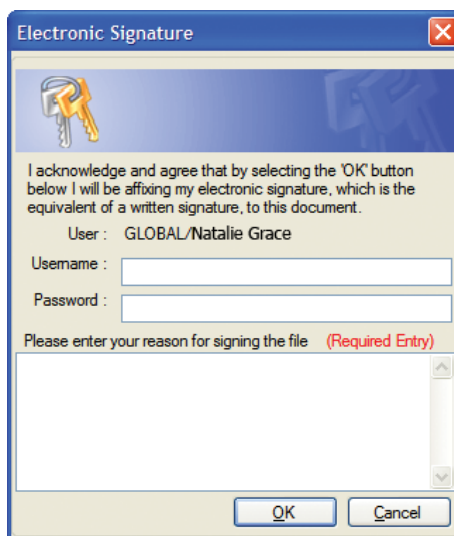 Electronic Signature
I acknowledge and agree that by selecting the 'OK' button
below I will be affixing my electronic signature, which is the
equivalent of a written signature, to this document.
User : GLOBAL/Natalie Grace
Username :
Password :
Please enter your reason for signing the file (Required Entry)
OK Cancel